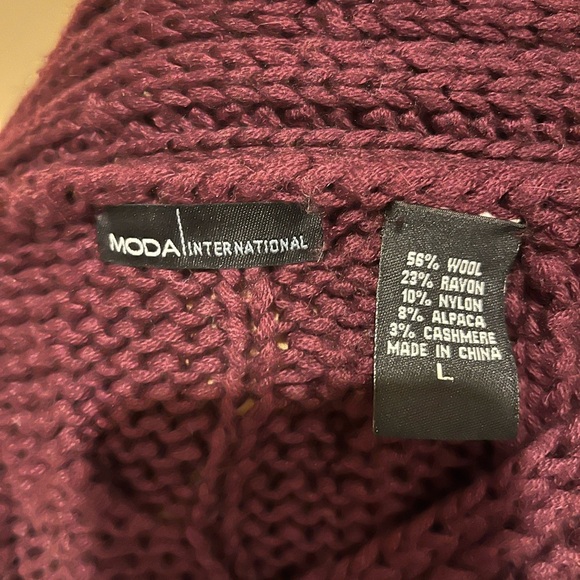 MODA|INTERNATIONAL
56% WOOL
23% RAYON
10% NYLON
8% ALPACA
3% CASHMERE
MADE IN CHINA
L